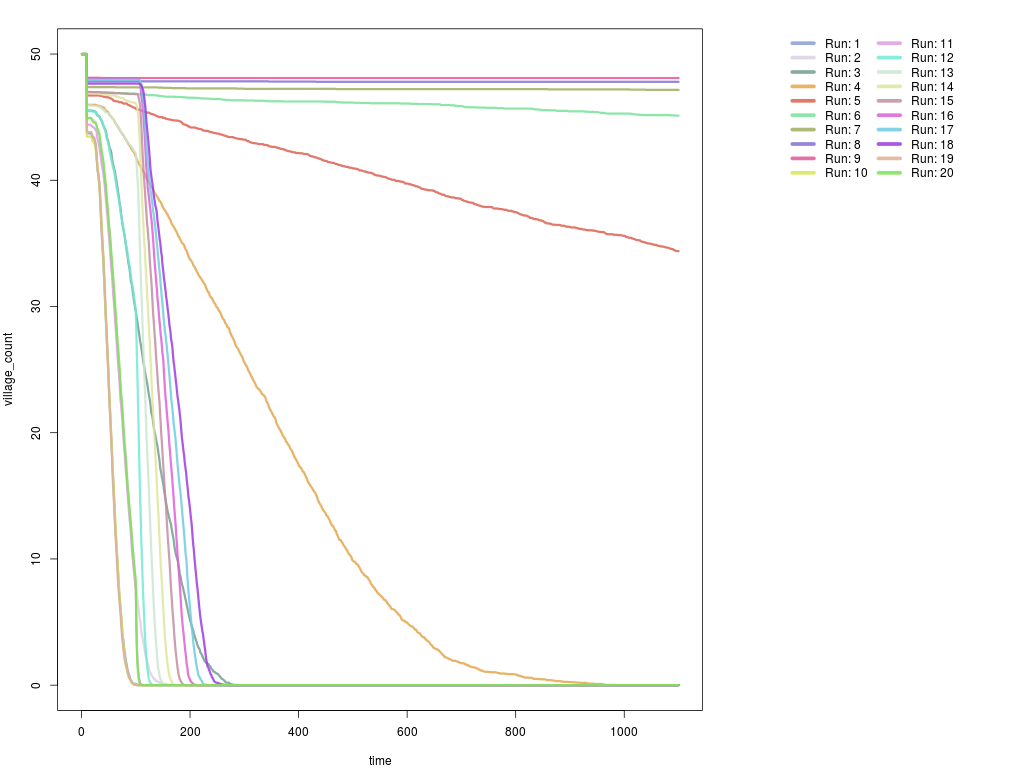 50
40
30
20
10
0
village_count
0 200 400 600 800 1000
time
Run: 1 Run: 11
Run: 2 Run: 12
Run: 3 Run: 13
Run: 4 Run: 14
Run: 5 Run: 15
Run: 6 Run: 16
Run: 7 Run: 17
Run: 8 Run: 18
Run: 9 Run: 19
Run: 10 Run: 20